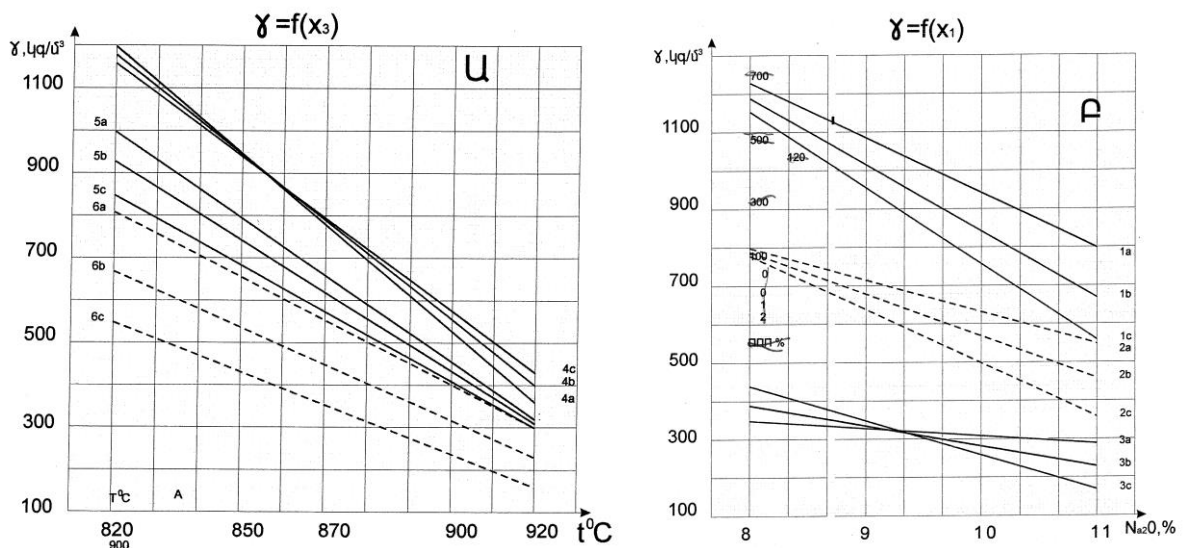 Ɣ =f(x₃)
Ɣ, կգ/մ³
Ա
1100
900
700
500
300
100
5a
5b
5c
6a
6b
6c
4c
4b
4a
T⁰C A
820 850 870 900 920 t⁰C
900
Ɣ =f(x₁)
Ɣ, կգ/մ³
Բ
1100
900
700
500
300
100
700
500
120
300
100
0
0
1
2
1a
1b
1c
2a
2b
2c
3a
3b
3c
8 9 10 11 Na20,%